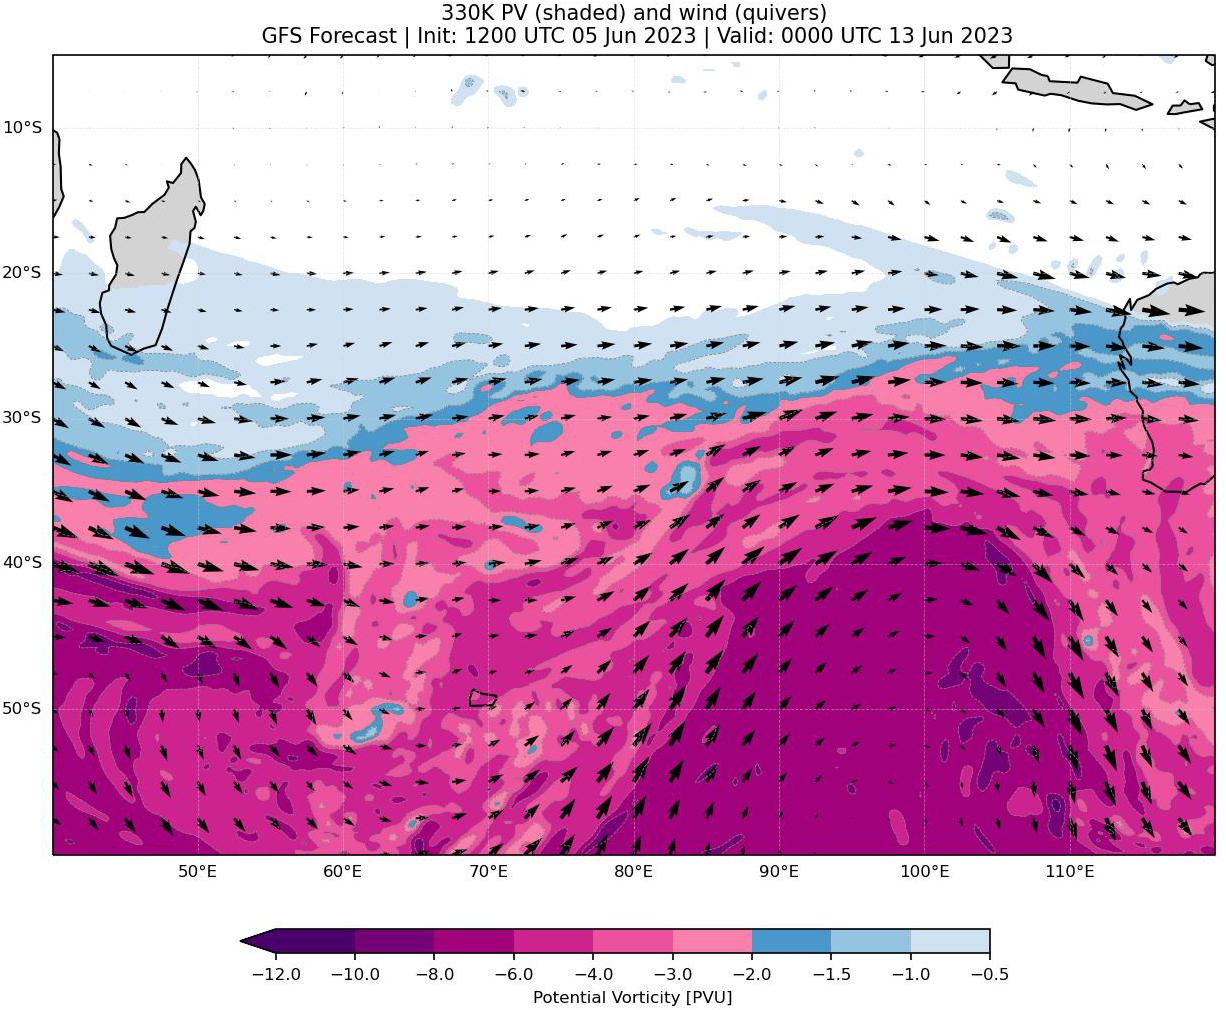 330K PV (shaded) and wind (quivers)
GFS Forecast | Init: 1200 UTC 05 Jun 2023 | Valid: 0000 UTC 13 Jun 2023
10°S
20°S
30°S
40°S
50°S
50°E 60°E 70°E 80°E 90°E 100°E 110°E
−12.0 −10.0 −8.0 −6.0 −4.0 −3.0 −2.0 −1.5 −1.0 −0.5
Potential Vorticity [PVU]